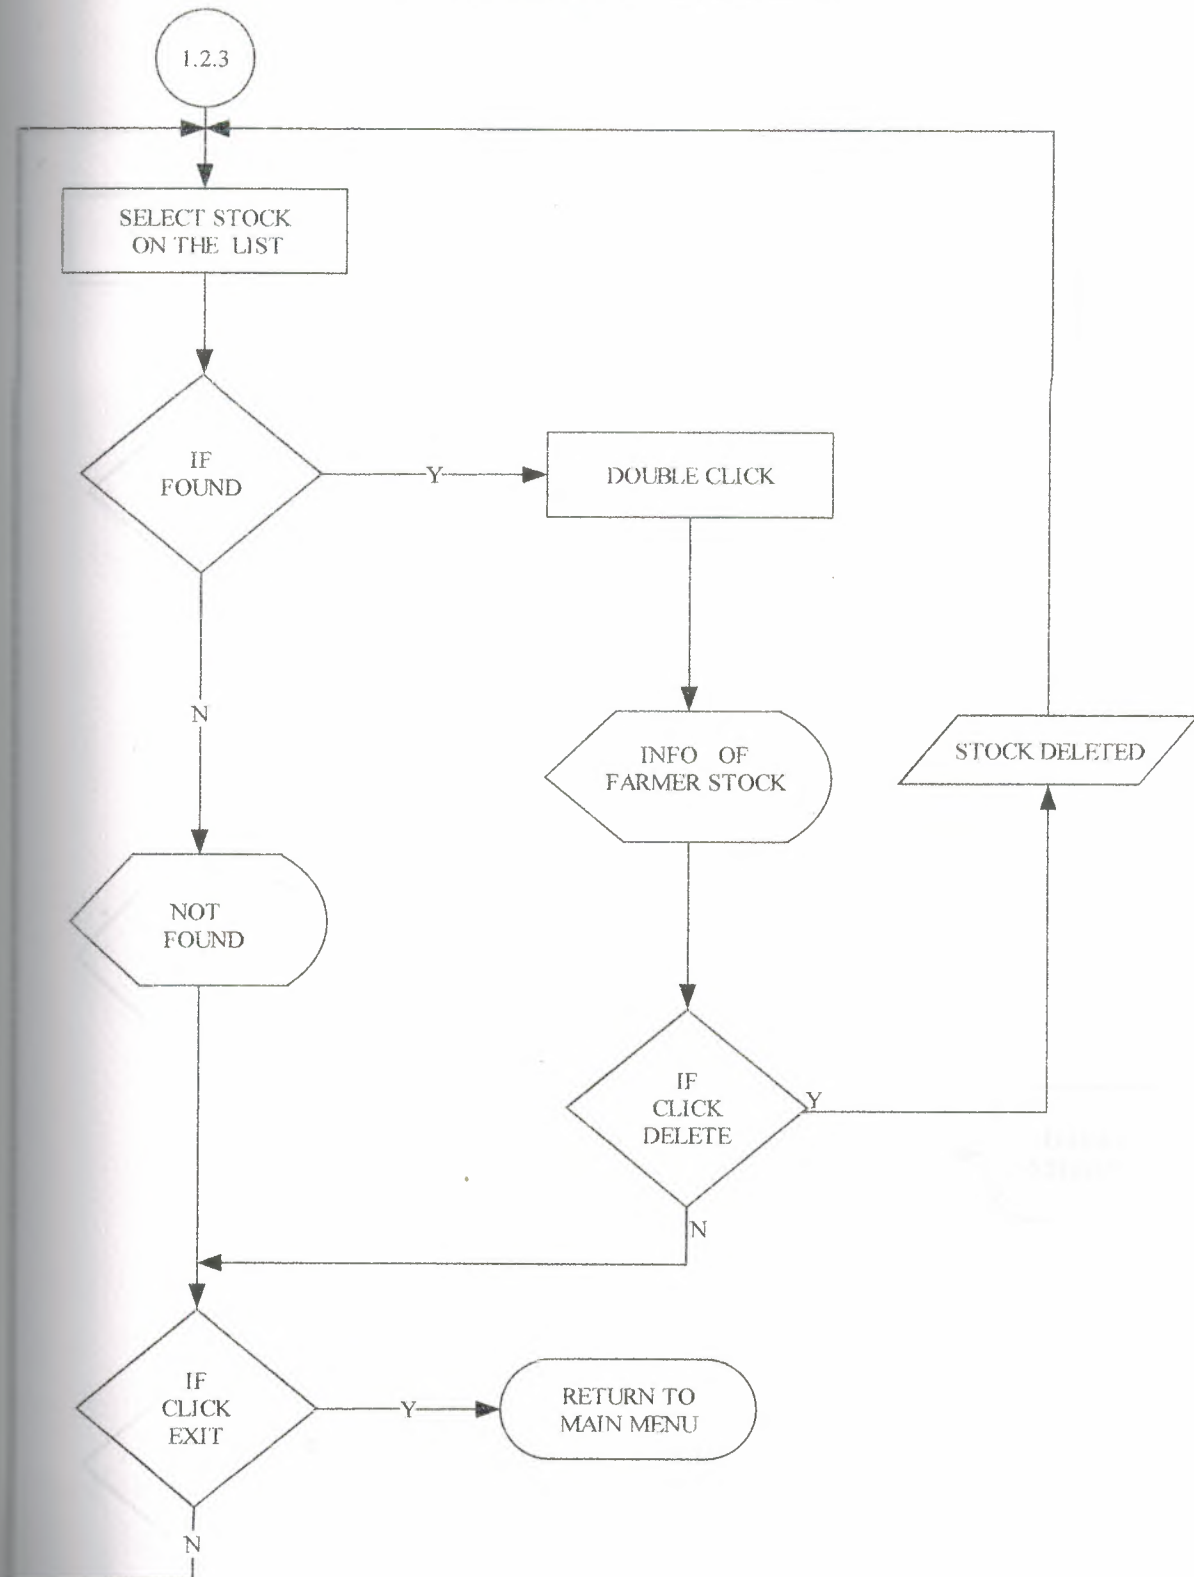 1.2.3
SELECT STOCK
ON THE LIST
IF
FOUND
Y
DOUBLE CLICK
N
INFO OF
FARMER STOCK
STOCK DELETED
NOT
FOUND
IF
CLICK
DELETE
Y
N
IF
CLICK
EXIT
Y
RETURN TO
MAIN MENU
N